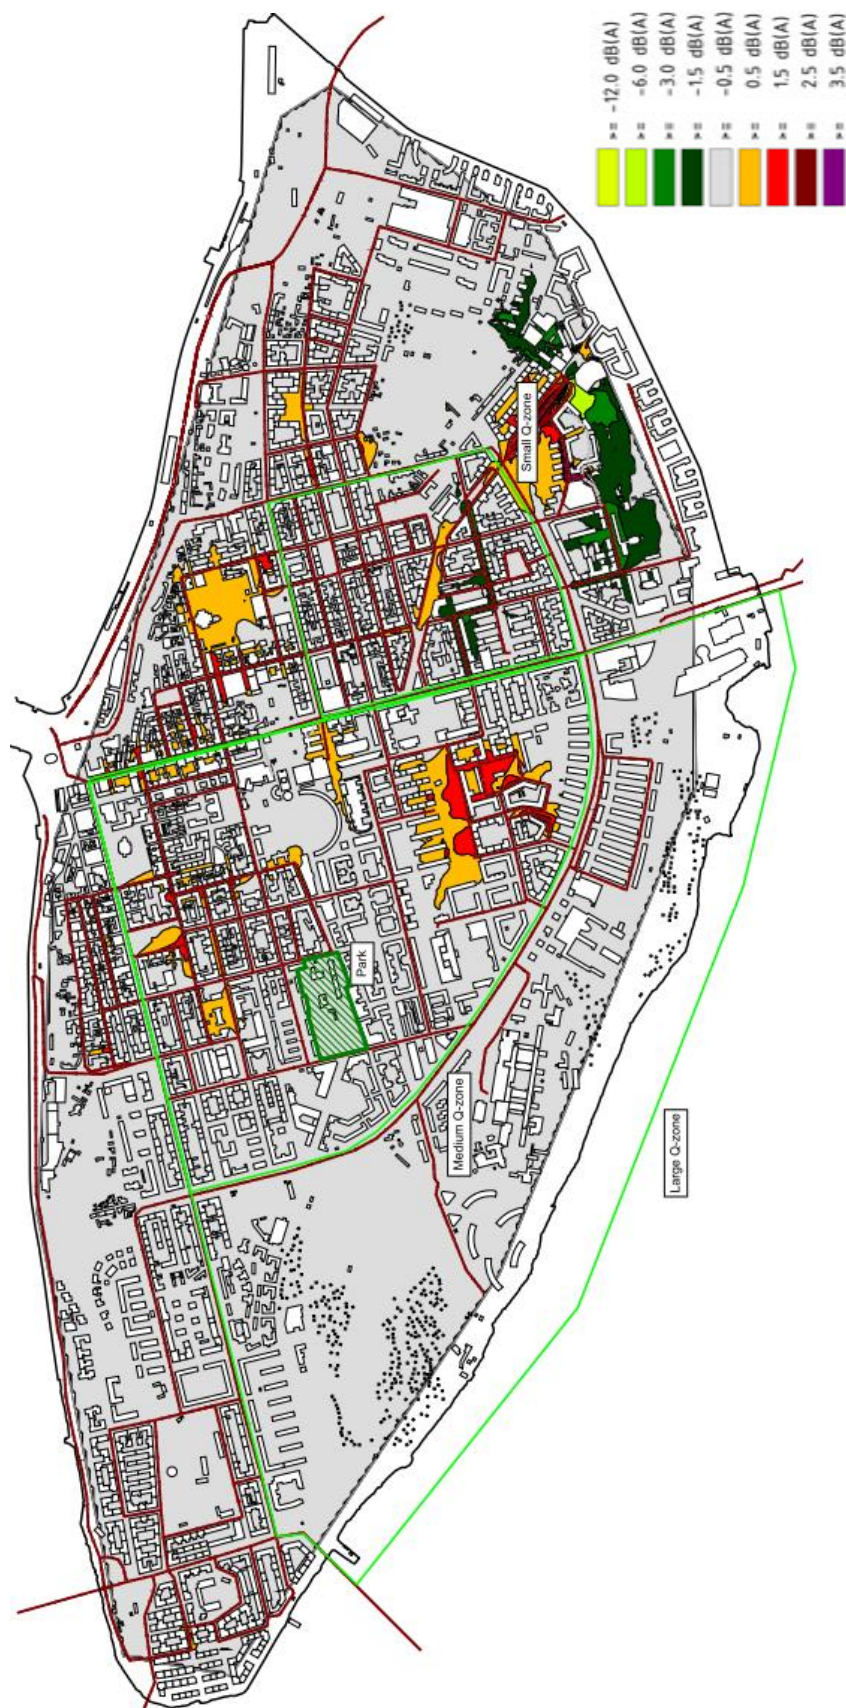 >= -12.0 dB(A)
>= -6.0 dB(A)
>= -3.0 dB(A)
>= -1.5 dB(A)
>= -0.5 dB(A)
>= 0.5 dB(A)
>= 1.5 dB(A)
>= 2.5 dB(A)
>= 3.5 dB(A)
Small Q-zone
Park
Medium Q-zone
Large Q-zone